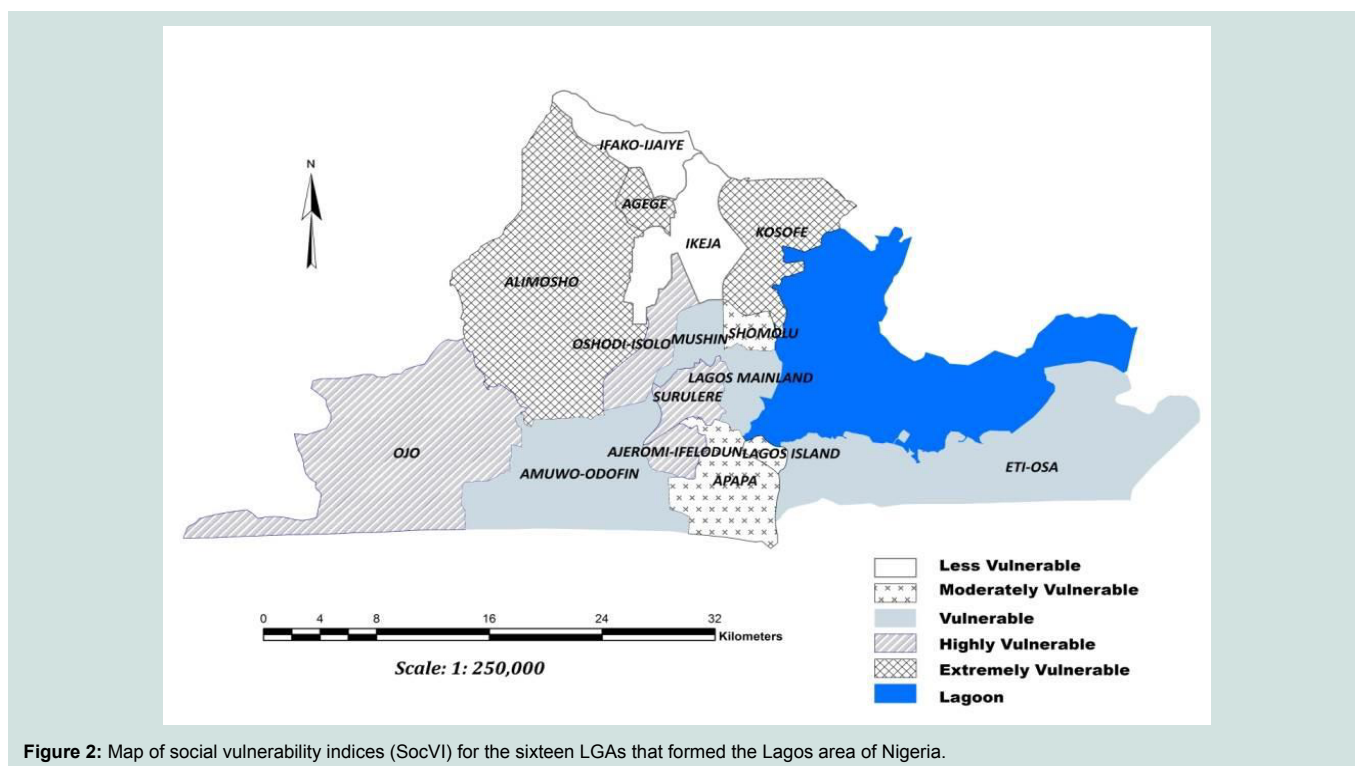 N
IFAKO-IJAIYE
AGEGE
IKEJA
KOSOFE
ALIMOSHO
OSHODI-ISOLO
MUSHIN
SHOMOLU
LAGOS MAINLAND
SURULERE
OJO
AJEROMI-IFELODUN
LAGOS ISLAND
AMUWO-ODOFIN
APAPA
ETI-OSA
Less Vulnerable
Moderately Vulnerable
Vulnerable
Highly Vulnerable
Extremely Vulnerable
Lagoon
0 4 8 16 24 32
Kilometers
Scale: 1: 250,000
Figure 2: Map of social vulnerability indices (SocVI) for the sixteen LGAs that formed the Lagos area of Nigeria.